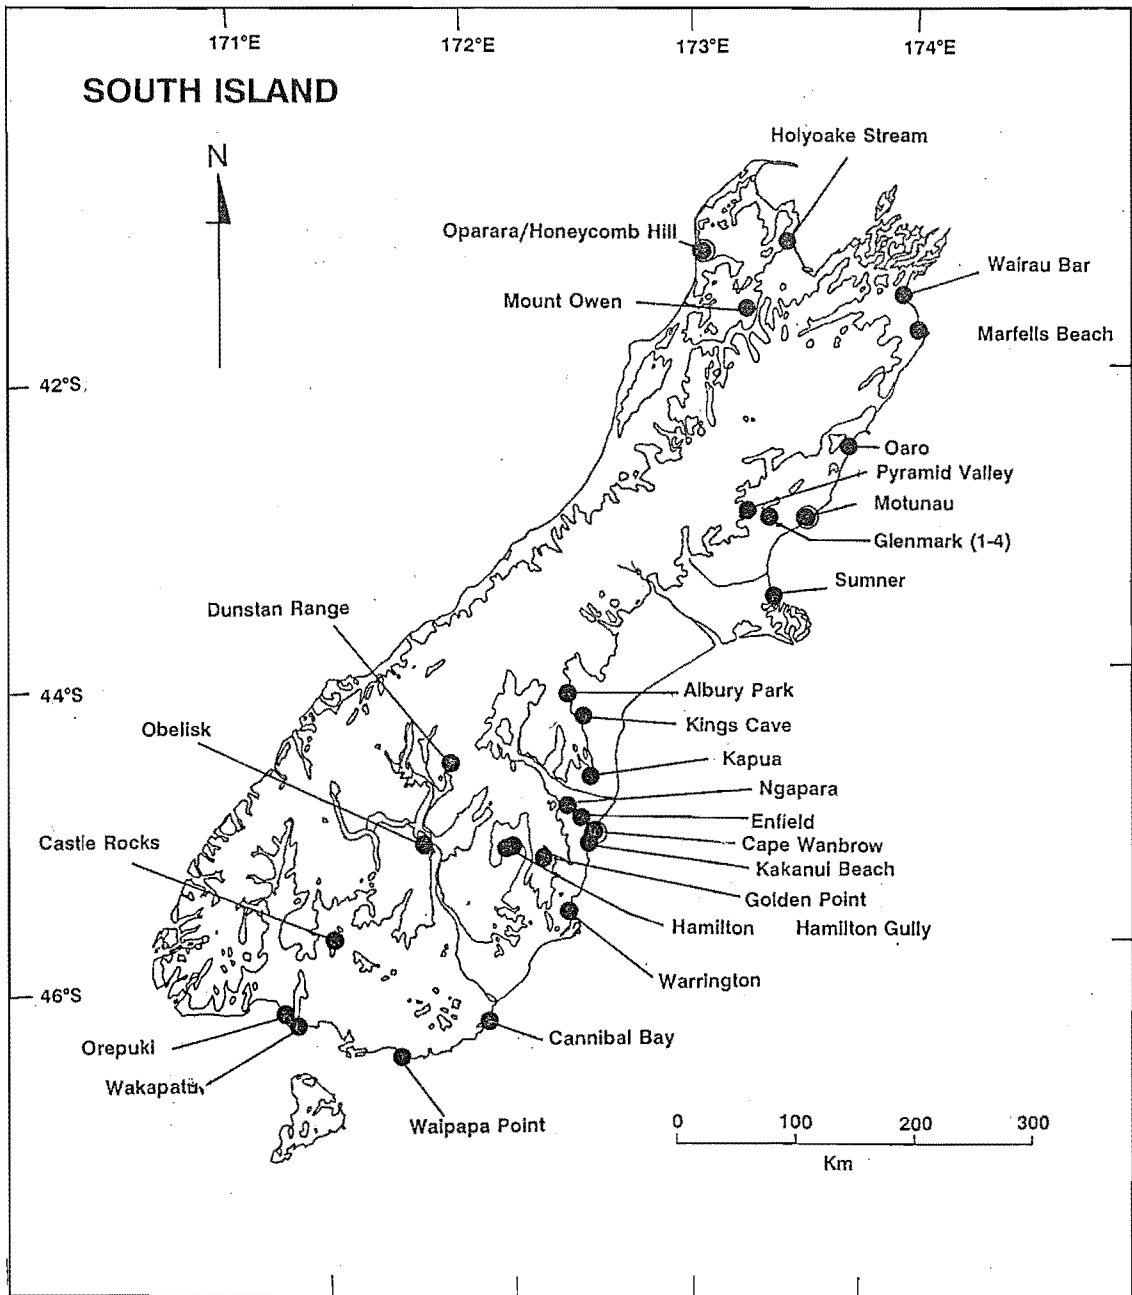 171°E 172°E 173°E 174°E
SOUTH ISLAND
Holyoake Stream
N
Oparara/Honeycomb Hill
Wairau Bar
Mount Owen
Marfells Beach
42°S
Oaro
Pyramid Valley
Motunau
Glenmark (1-4)
Sumner
Dunstan Range
44°S
Albury Park
Kings Cave
Obelisk
Kapua
Ngapara
Enfield
Castle Rocks
Cape Wanbrow
Kakanui Beach
Golden Point
Hamilton Hamilton Gully
Warrington
46°S
Cannibal Bay
Orepuki
Wakapatu
Waipapa Point
0 100 200 300
Km